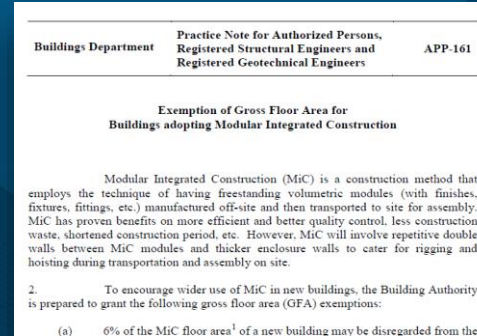 Buildings Department
Practice Note for Authorized Persons,
Registered Structural Engineers and
Registered Geotechnical Engineers
APP-161
Exemption of Gross Floor Area for
Buildings adopting Modular Integrated Construction
Modular Integrated Construction (MiC) is a construction method that
employs the technique of having freestanding volumetric modules (with finishes,
fixtures, fittings, etc.) manufactured off-site and then transported to site for assembly.
MiC has proven benefits on more efficient and better quality control, less construction
waste, shortened construction period, etc. However, MiC will involve repetitive double
walls between MiC modules and thicker enclosure walls to cater for rigging and
hoisting during transportation and assembly on site.
2. To encourage wider use of MiC in new buildings, the Building Authority
is prepared to grant the following gross floor area (GFA) exemptions:
(a) 6% of the MiC floor area¹ of a new building may be disregarded from the